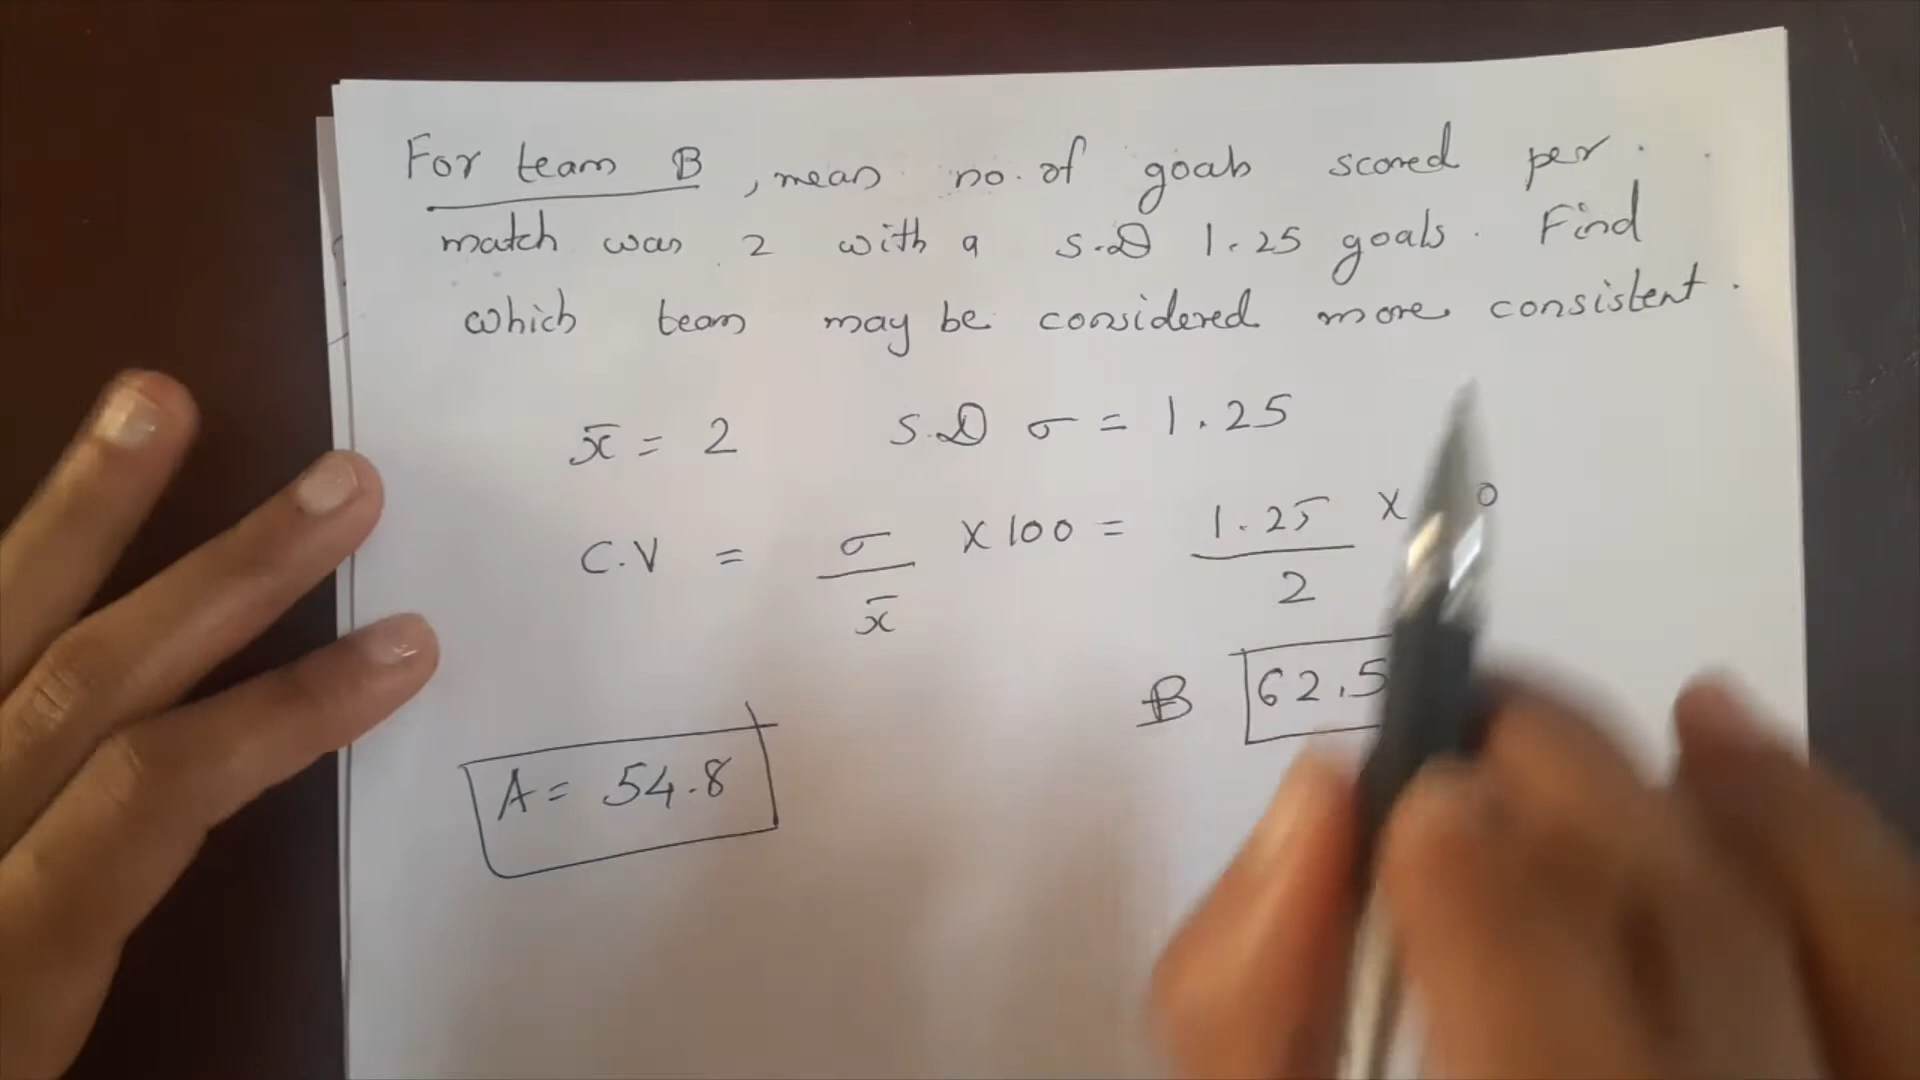 For team B, mean no. of goals scored per
match was 2 with a S.D 1.25 goals. Find
which team may be considered more consistent.
x̄ = 2 S.D σ = 1.25
C.V = σ/x̄ × 100 = 1.25/2 ×
B 62.5
A = 54.8